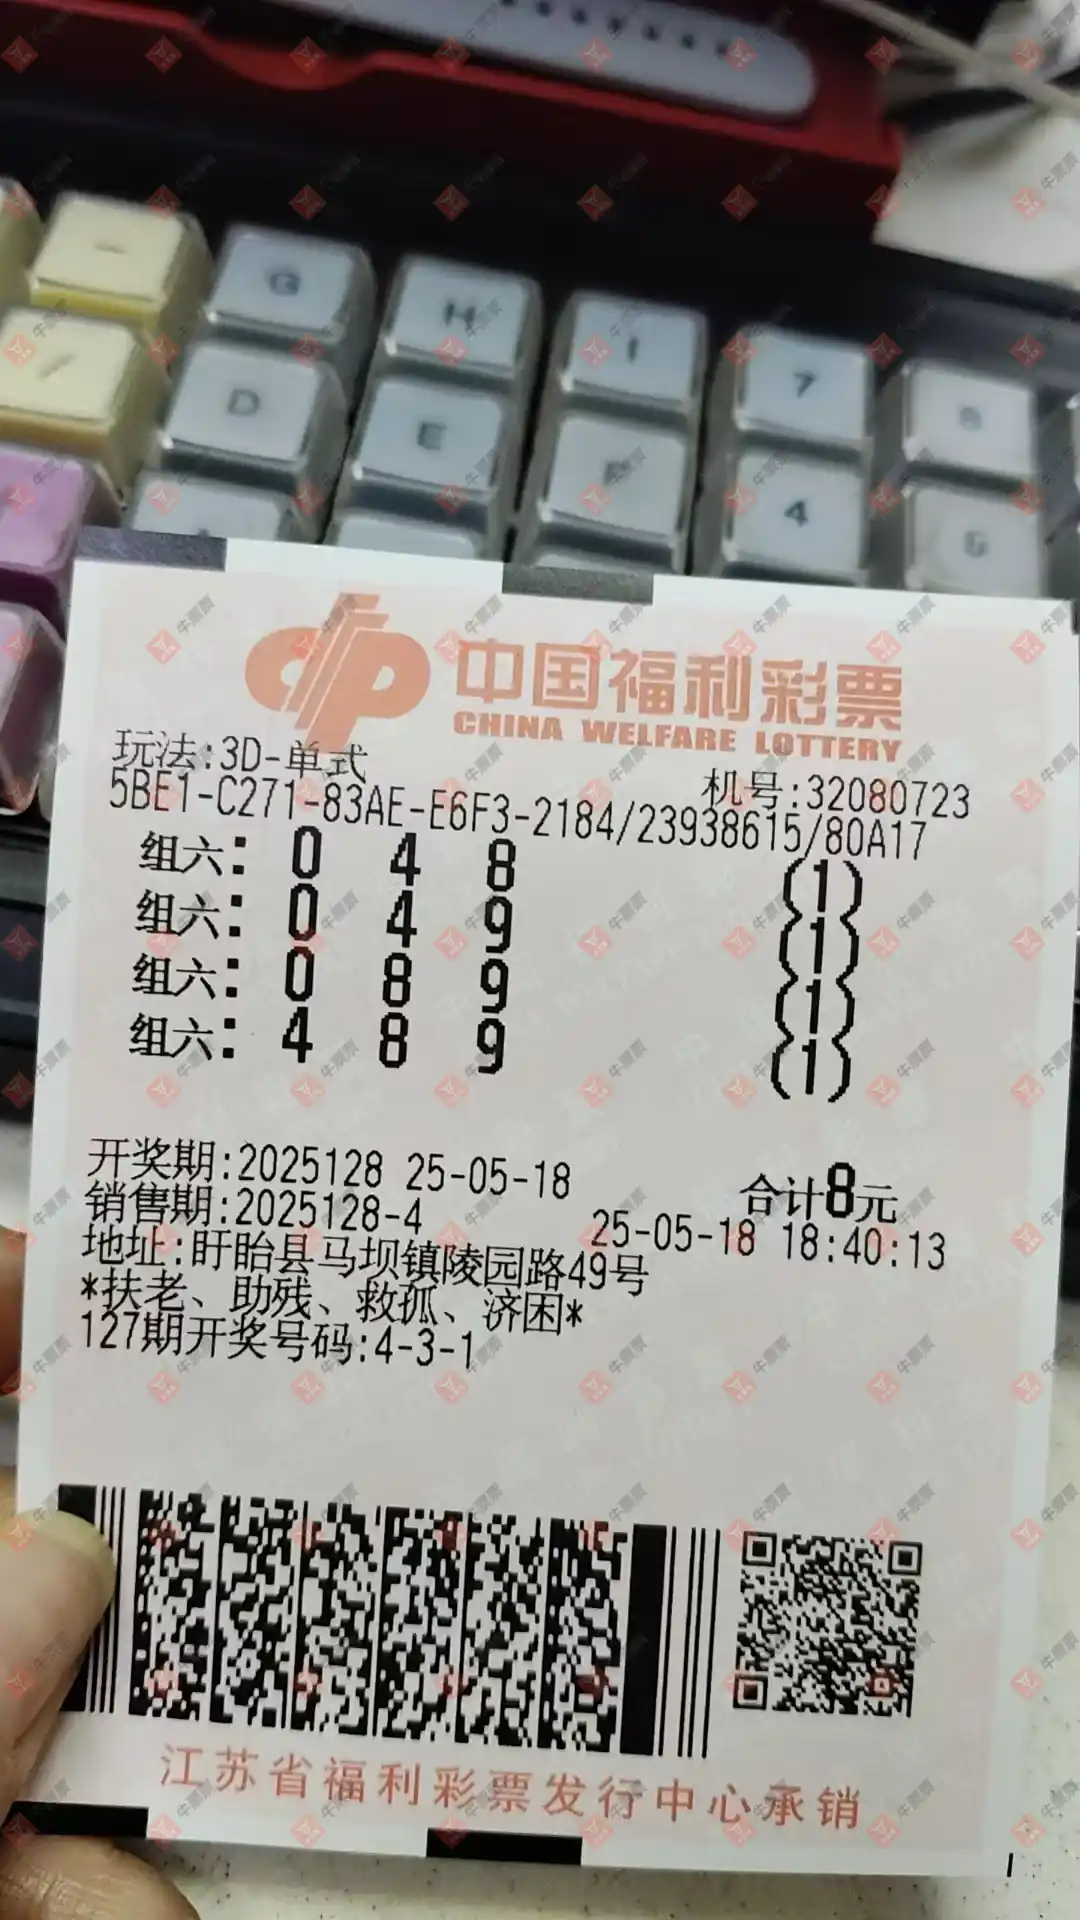 G
H
I
7
D
E
F
4
5
中国福利彩票
CHINA WELFARE LOTTERY
玩法:3D-单式
机号:32080723
5BE1-C271-83AE-E6F3-2184/23938615/80A17
组六: 0 4 8 (1)
组六: 0 4 9 (1)
组六: 0 8 9 (1)
组六: 4 8 9 (1)
开奖期:2025128 25-05-18
合计8元
销售期:2025128-4
25-05-18 18:40:13
地址:盱眙县马坝镇陵园路49号
*扶老、助残、救孤、济困*
127期开奖号码:4-3-1
江苏省福利彩票发行中心承销
牛票票